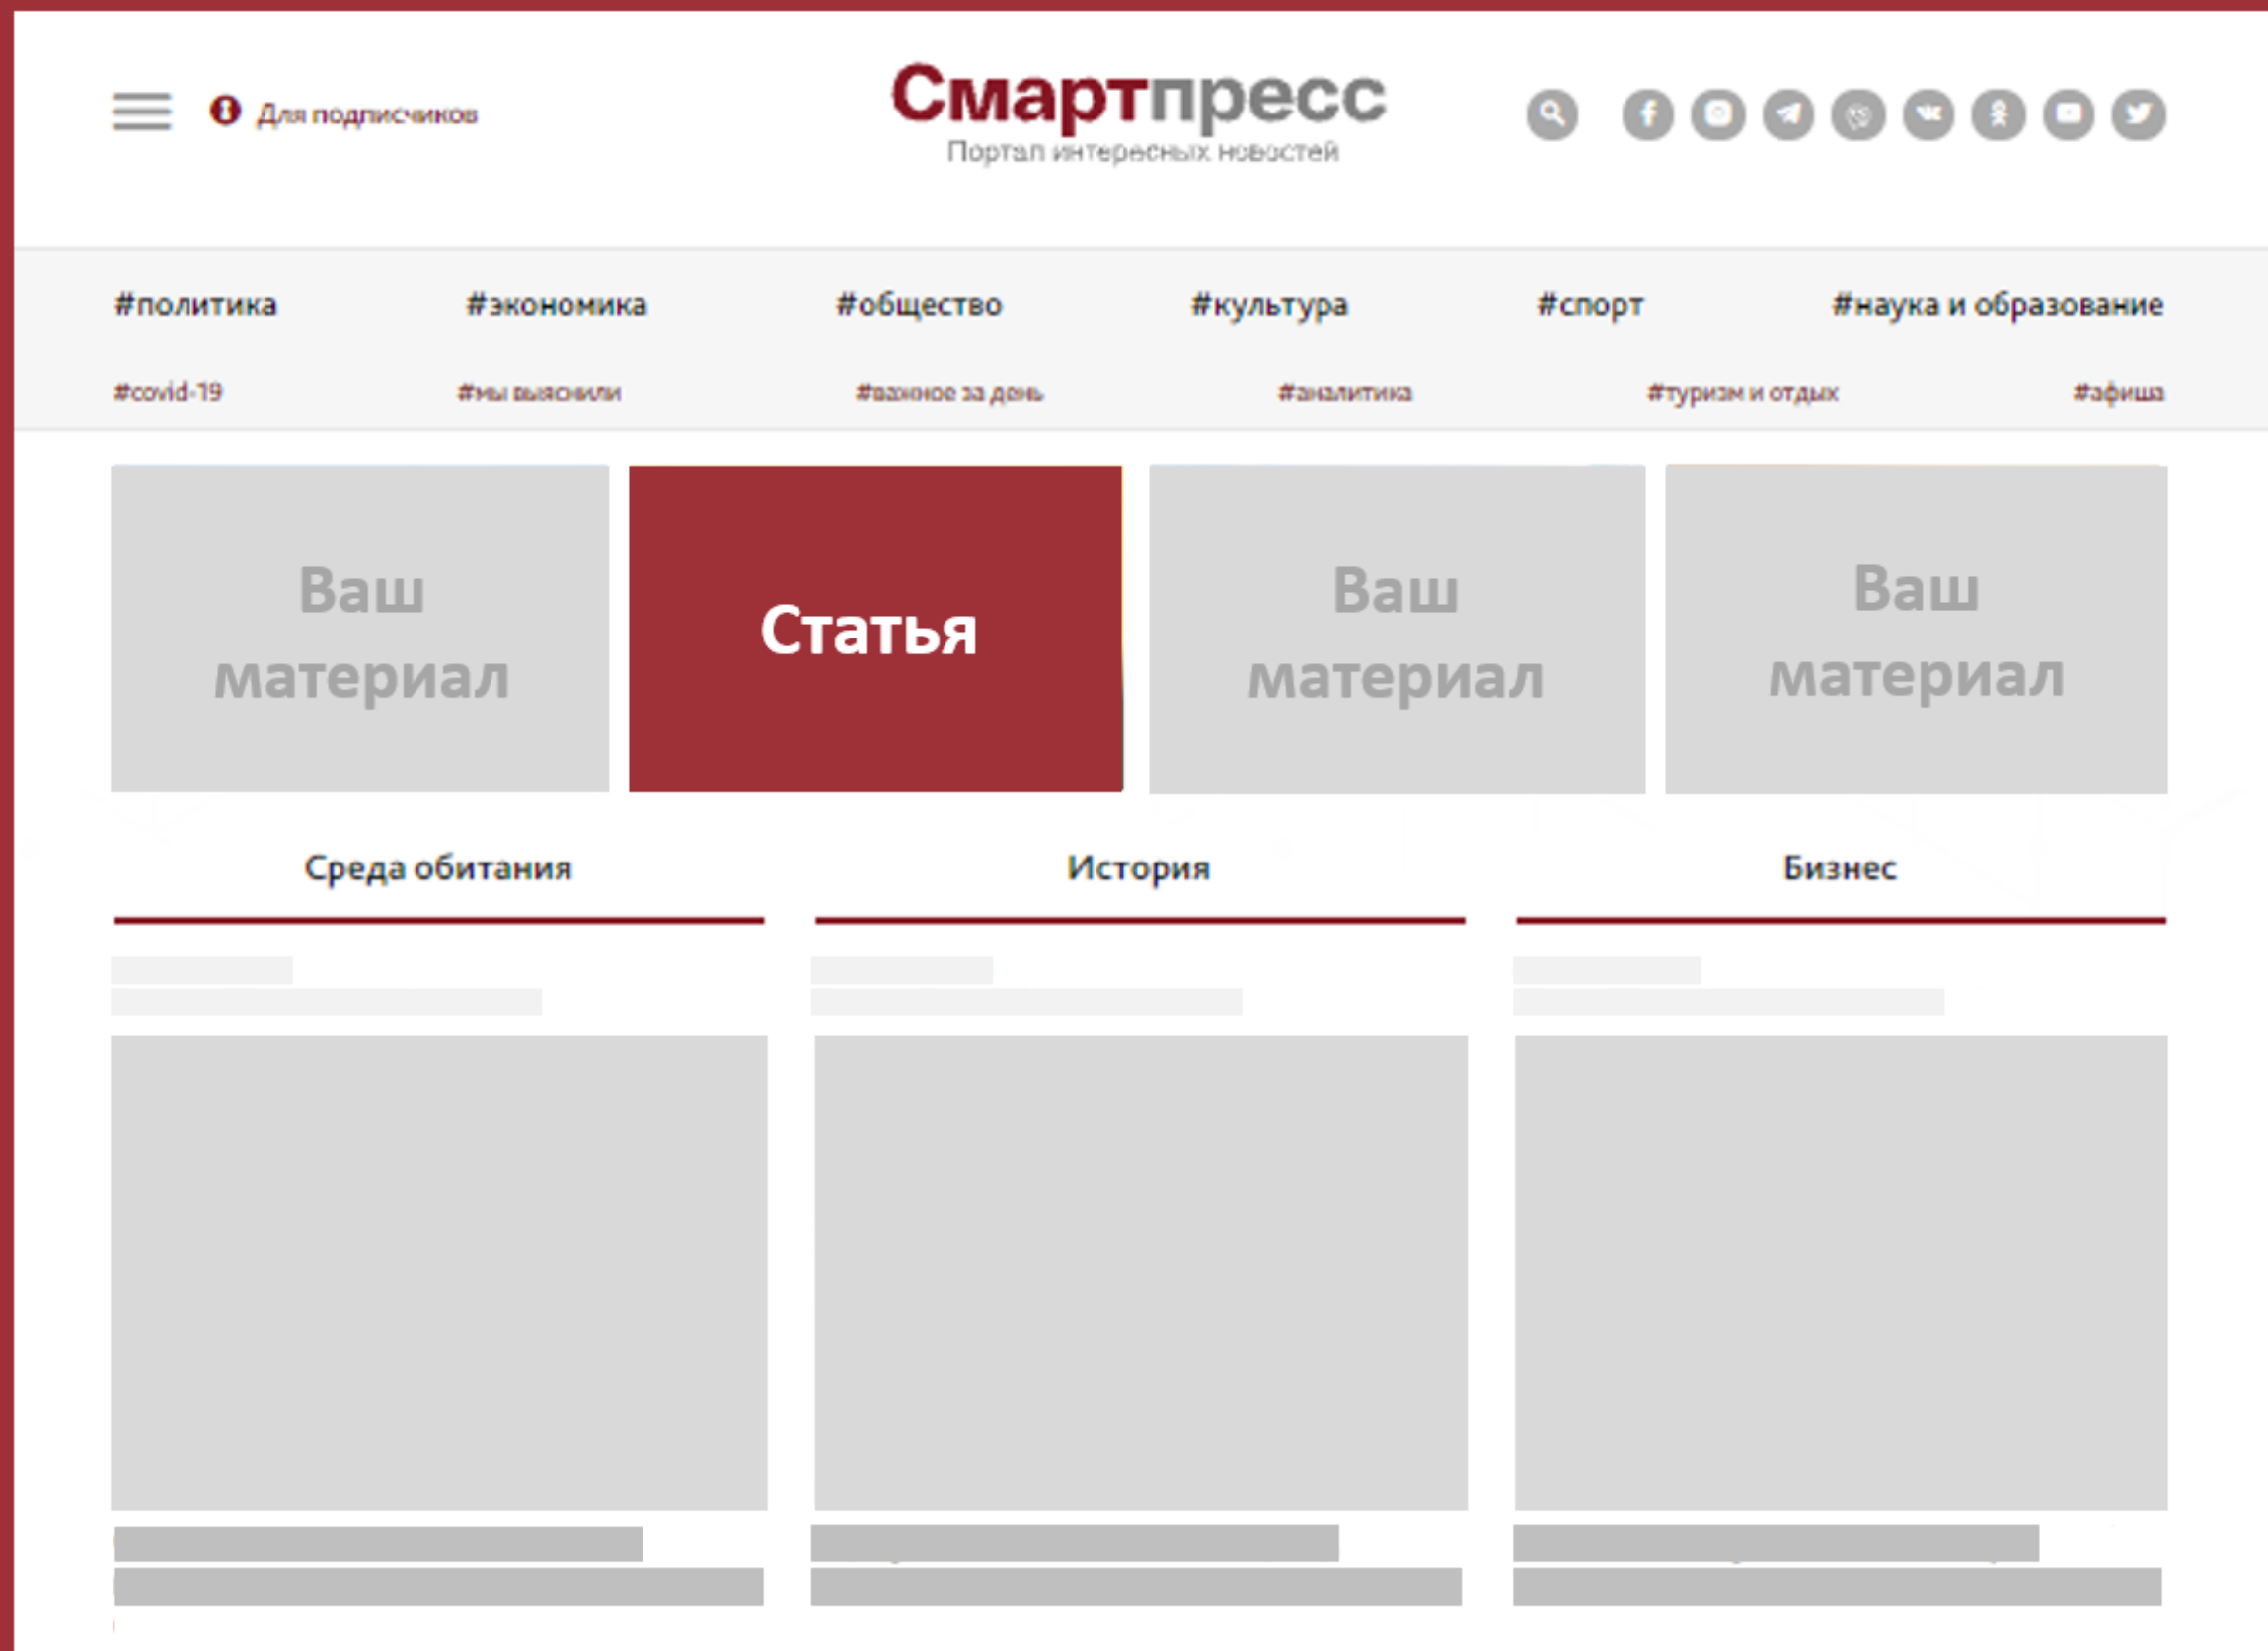 Для подписчиков
Смартпресс
Портал интересных новостей
#политика #экономика #общество #культура #спорт #наука и образование
#covid-19 #мы выяснили #важное за день #аналитика #туризм и отдых #афиша
Ваш материал
Статья
Ваш материал
Ваш материал
Среда обитания История Бизнес